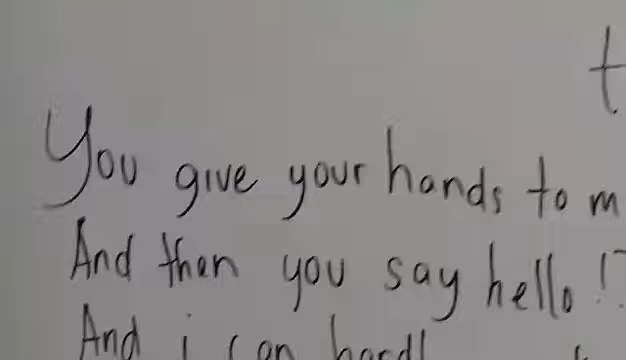 t
You give your hands to m
And then you say hello!
And i can hardl